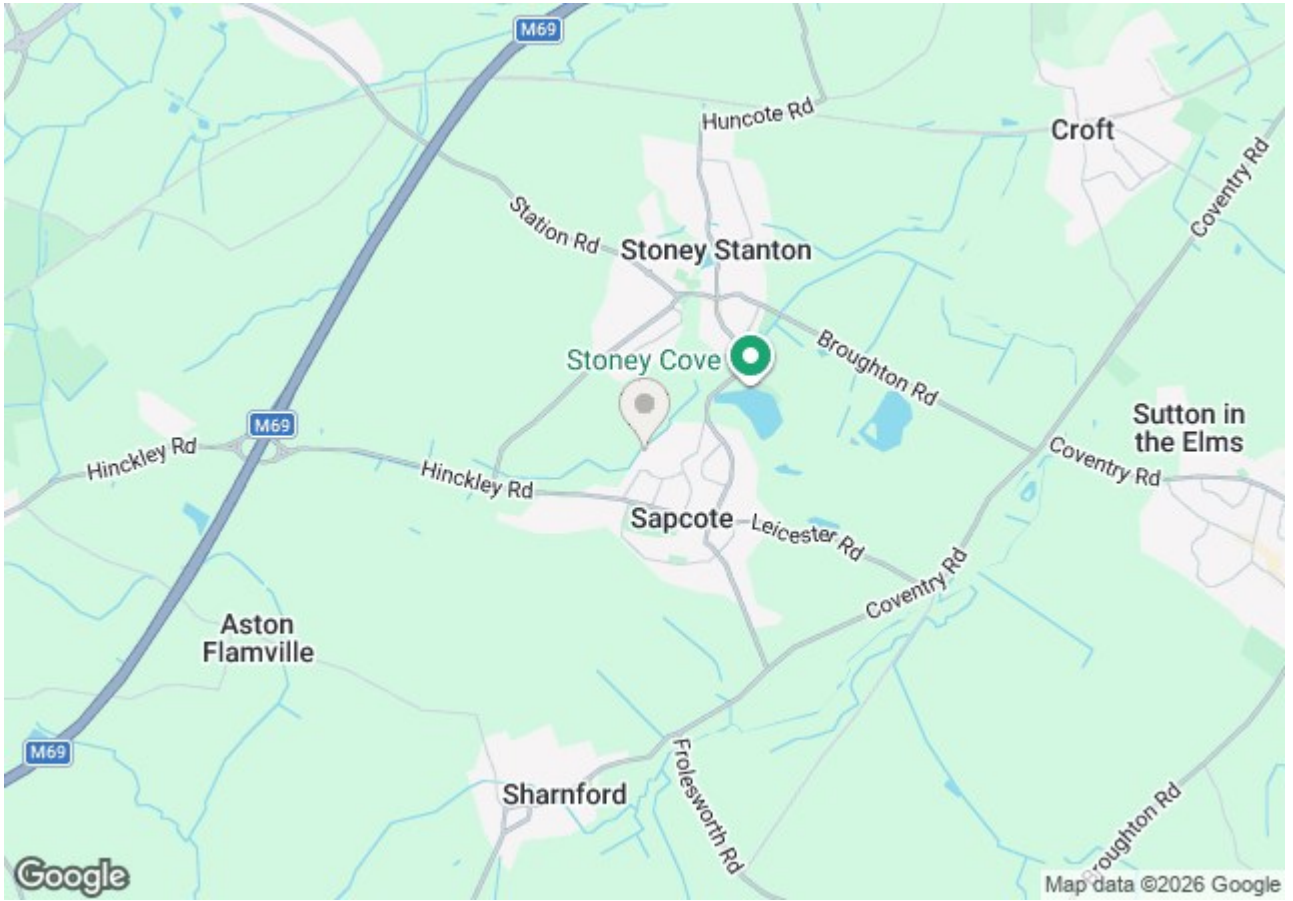 M69
Huncote Rd
Croft
Coventry Rd
Station Rd
Stoney Stanton
Stoney Cove
Broughton Rd
Sutton in
the Elms
M69
Hinckley Rd
Hinckley Rd
Coventry Rd
Sapcote
Leicester Rd
Coventry Rd
Aston
Flamville
M69
Sharnford
Frolesworth Rd
Broughton Rd
Google
Map data ©2026 Google